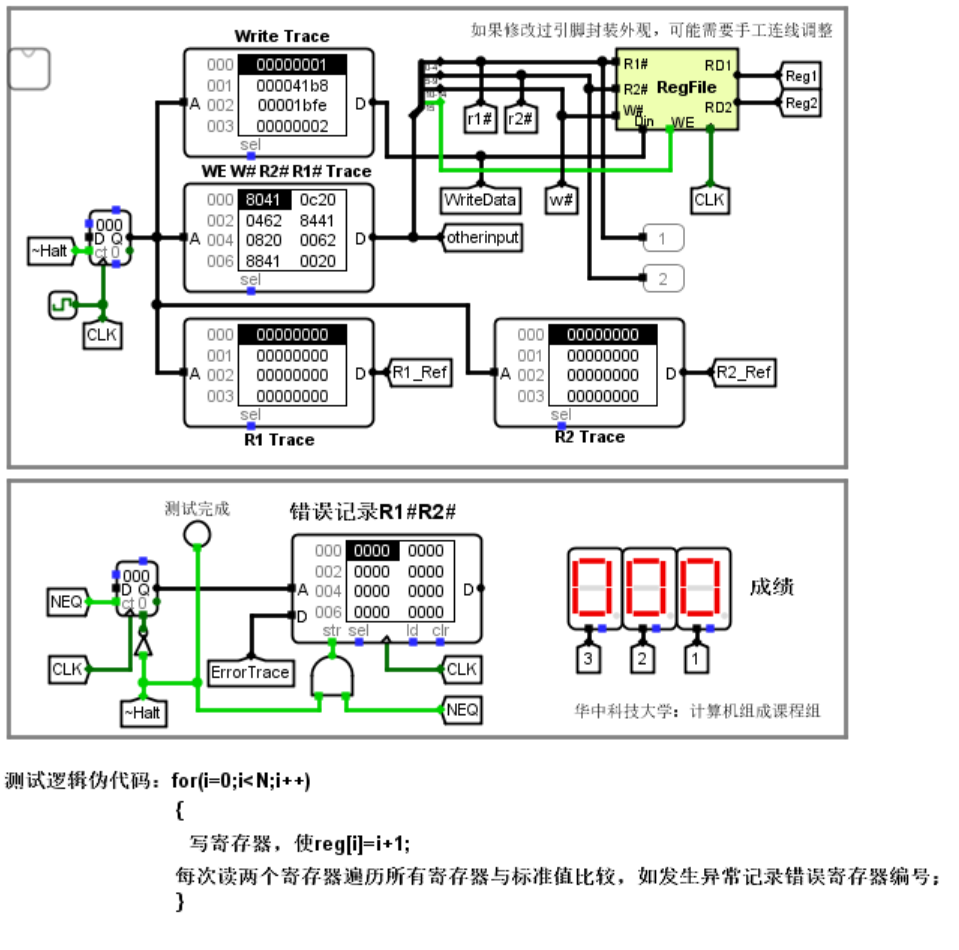 Write Trace
如果修改过引脚封装外观，可能需要手工连线调整
000 00000001
001 000041b8
A 002 00001bfe D
003 00000002
sel
R1# RD1
R2# RegFile
W# RD2
Din WE
Reg1
Reg2
r1# r2#
WE W# R2# R1# Trace
000 8041 0c20
002 0462 8441
A 004 0820 0062 D
006 8841 0020
sel
WriteData w# CLK
otherinput
1
2
000
D Q
ct 0
~Halt
CLK
000 00000000
001 00000000
A 002 00000000 D
003 00000000
sel
R1 Trace
R1_Ref
000 00000000
001 00000000
A 002 00000000 D
003 00000000
sel
R2 Trace
R2_Ref
测试完成
错误记录R1#R2#
000 0000 0000
002 0000 0000
A 004 0000 0000 D
D 006 0000 0000
str sel ld clr
000
D Q
ct 0
NEQ
CLK
~Halt
ErrorTrace
CLK
NEQ
000 成绩
3 2 1
华中科技大学：计算机组成课程组
测试逻辑伪代码：for(i=0;i<N;i++)
{
写寄存器，使reg[i]=i+1;
每次读两个寄存器遍历所有寄存器与标准值比较，如发生异常记录错误寄存器编号；
}